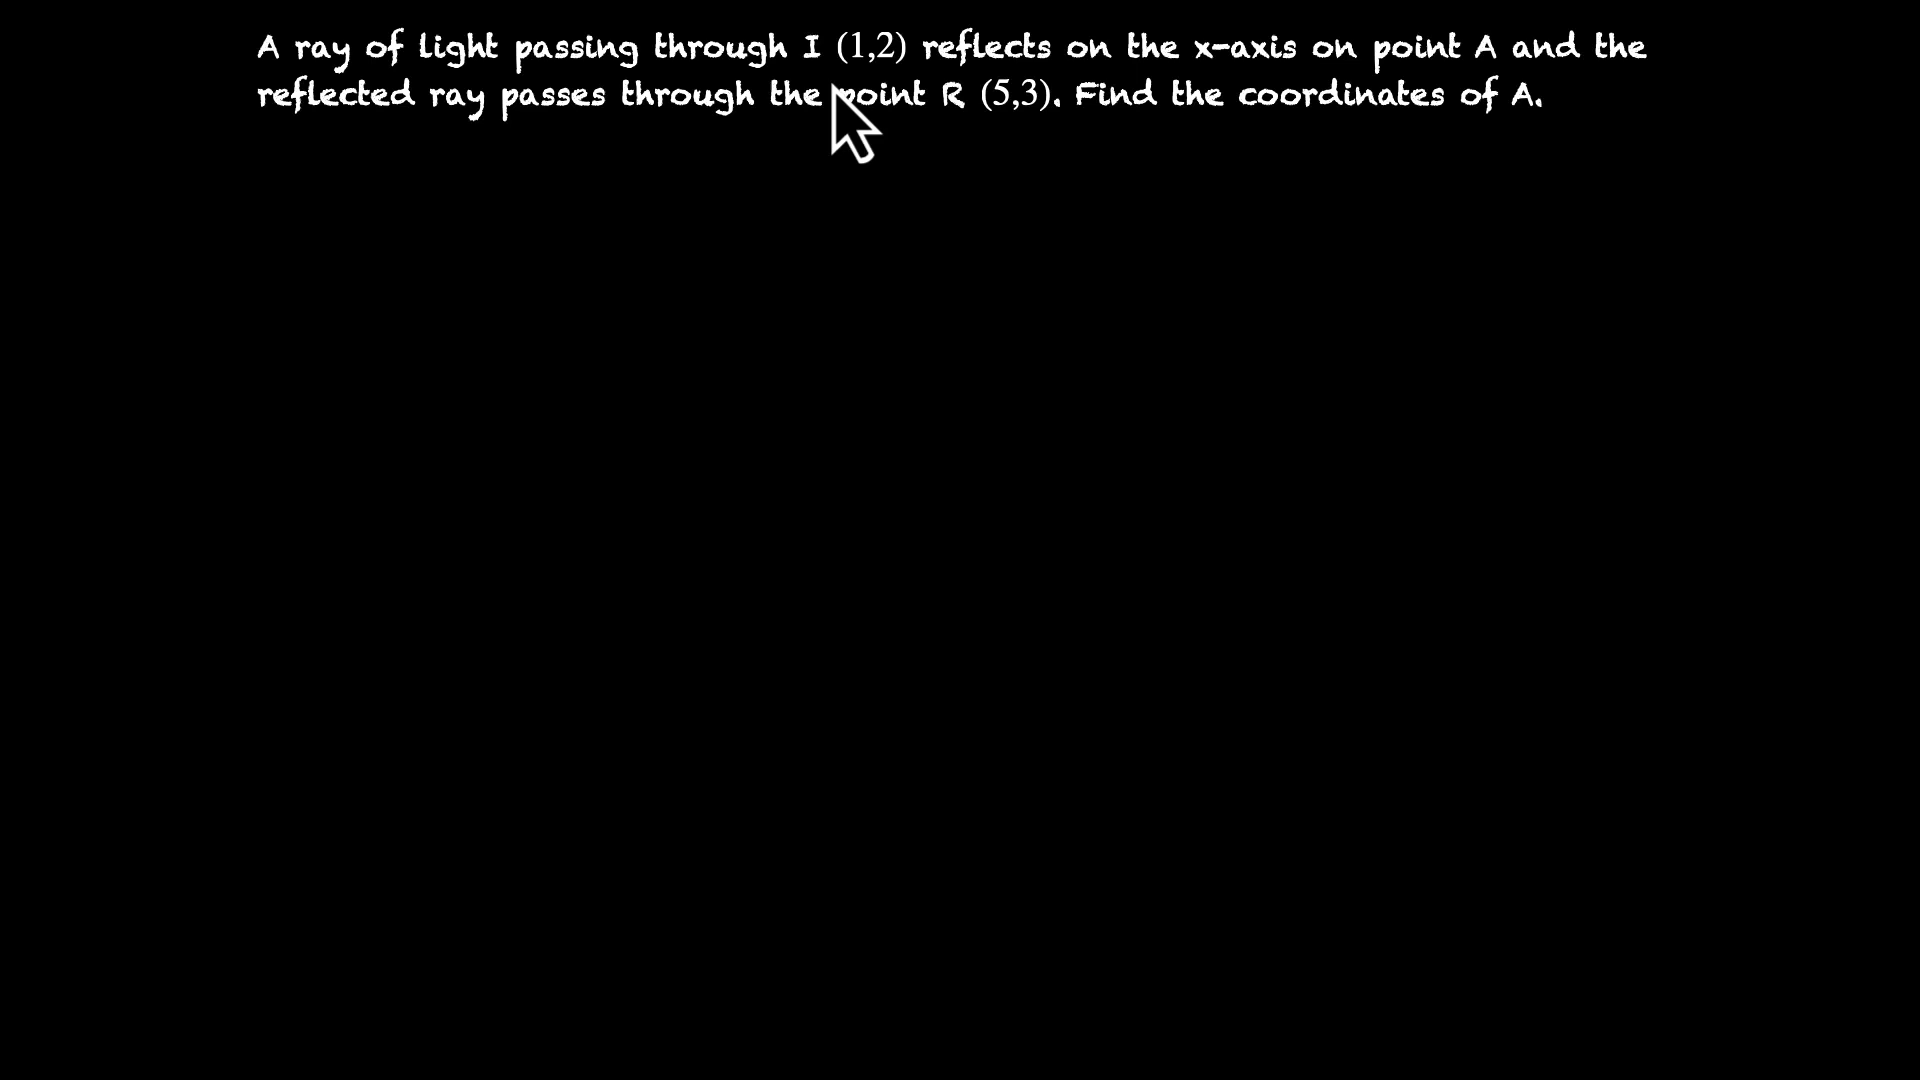 A ray of light passing through I (1,2) reflects on the x-axis on point A and the
reflected ray passes through the point R (5,3). Find the coordinates of A.